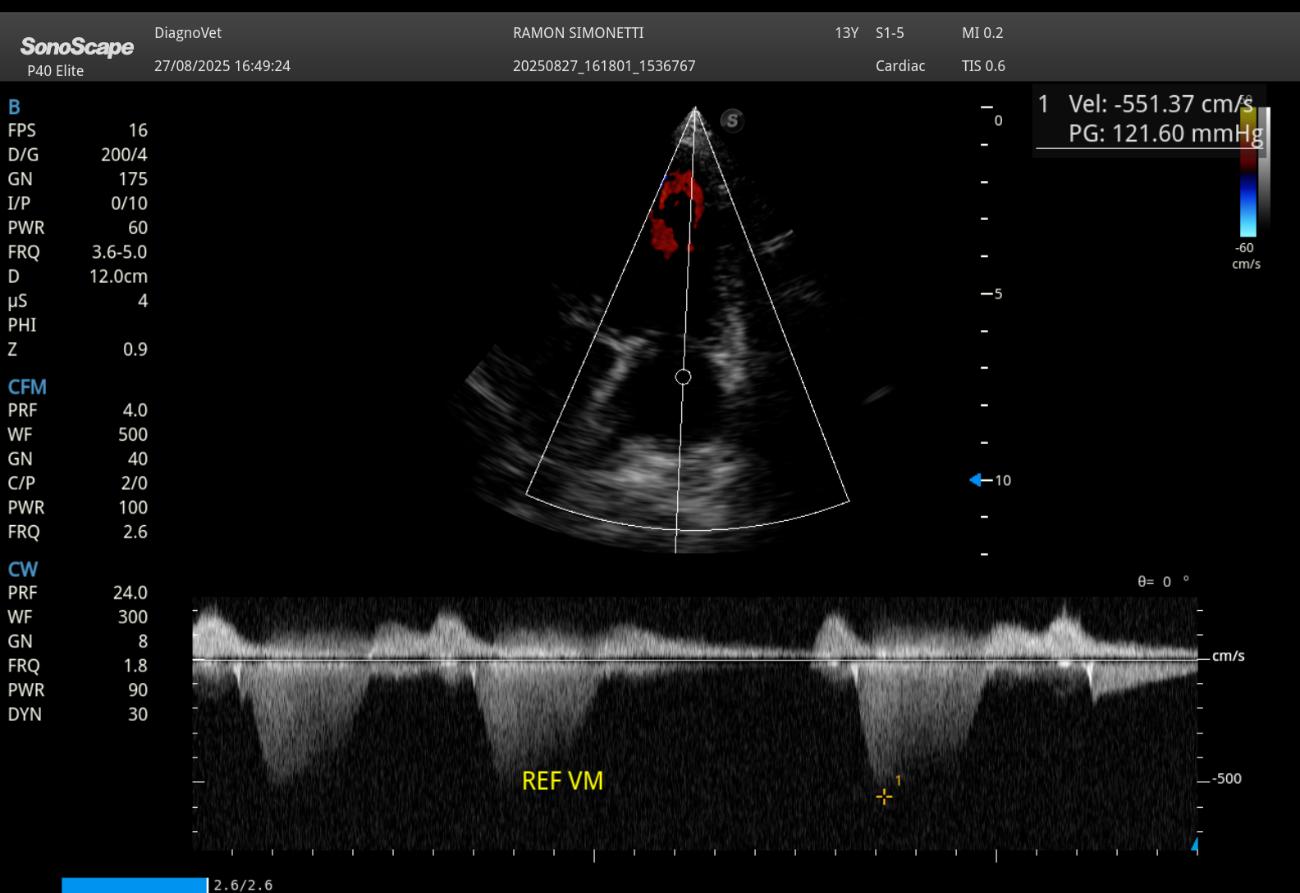 SonoScape
P40 Elite
DiagnoVet
27/08/2025 16:49:24
RAMON SIMONETTI
20250827_161801_1536767
13Y S1-5
Cardiac
MI 0.2
TIS 0.6
B
FPS 16
D/G 200/4
GN 175
I/P 0/10
PWR 60
FRQ 3.6-5.0
D 12.0cm
µS 4
PHI
Z 0.9
CFM
PRF 4.0
WF 500
GN 40
C/P 2/0
PWR 100
FRQ 2.6
CW
PRF 24.0
WF 300
GN 8
FRQ 1.8
PWR 90
DYN 30
S
0
5
10
1 Vel: -551.37 cm/s
PG: 121.60 mmHg
-60
cm/s
θ= 0 °
cm/s
-500
REF VM
1
2.6/2.6